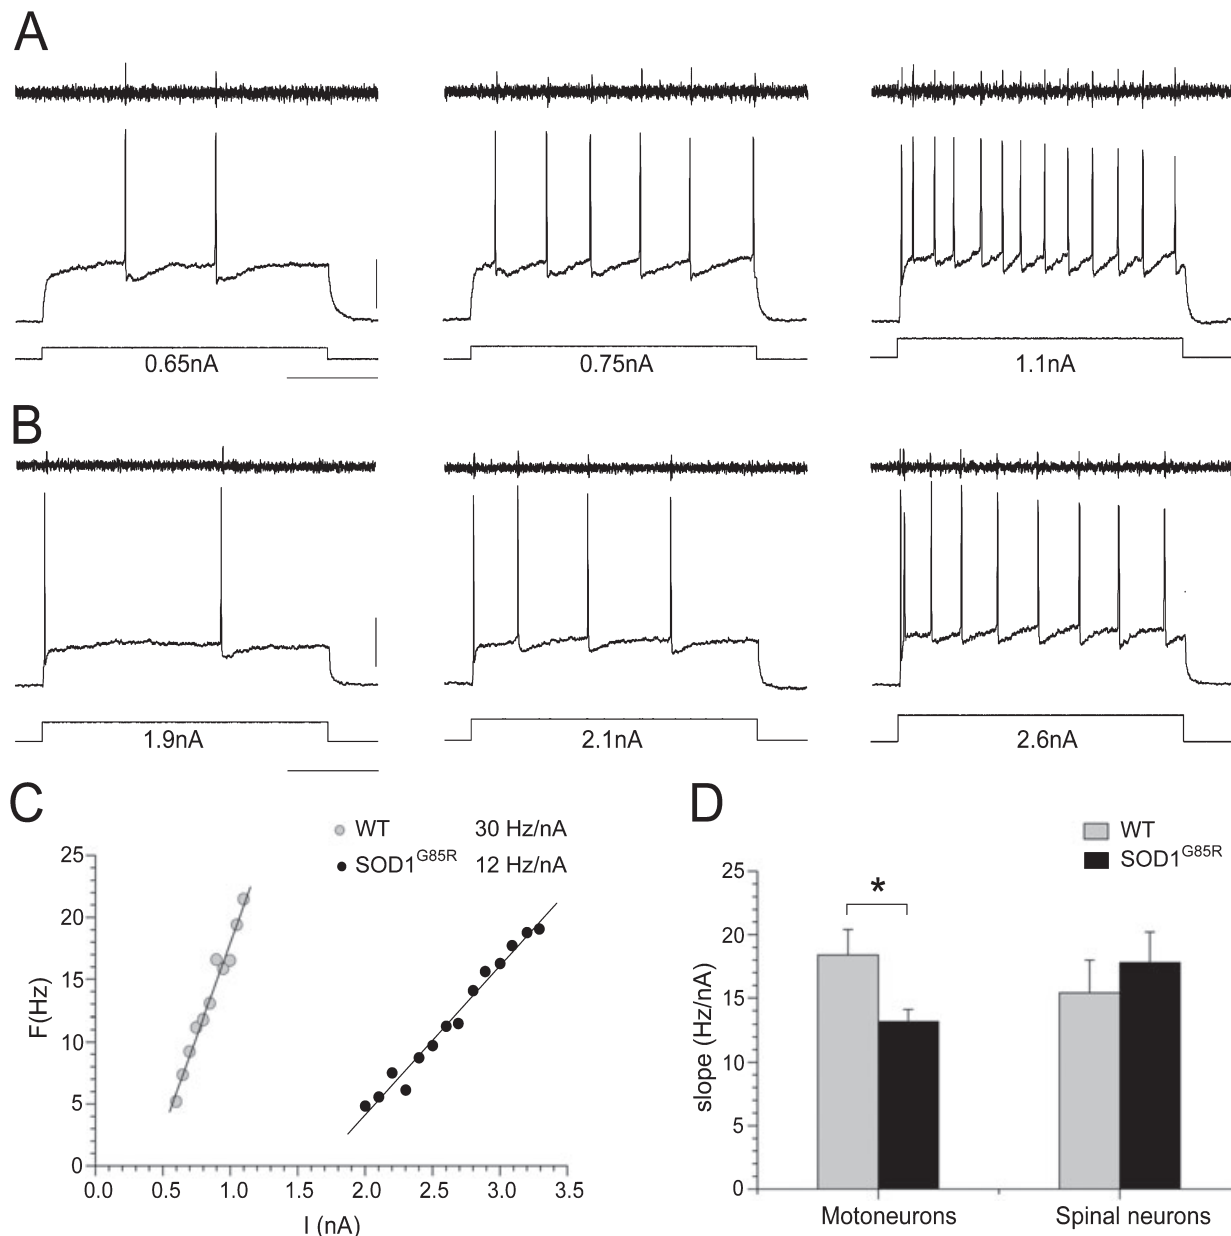 A
0.65nA
0.75nA
1.1nA
B
1.9nA
2.1nA
2.6nA
C
WT 30 Hz/nA
SOD1G85R 12 Hz/nA
25
20
15
10
5
0
F(Hz)
0.0 0.5 1.0 1.5 2.0 2.5 3.0 3.5
I (nA)
D
WT
SOD1G85R
25
20
15
10
5
0
slope (Hz/nA)
*
Motoneurons Spinal neurons